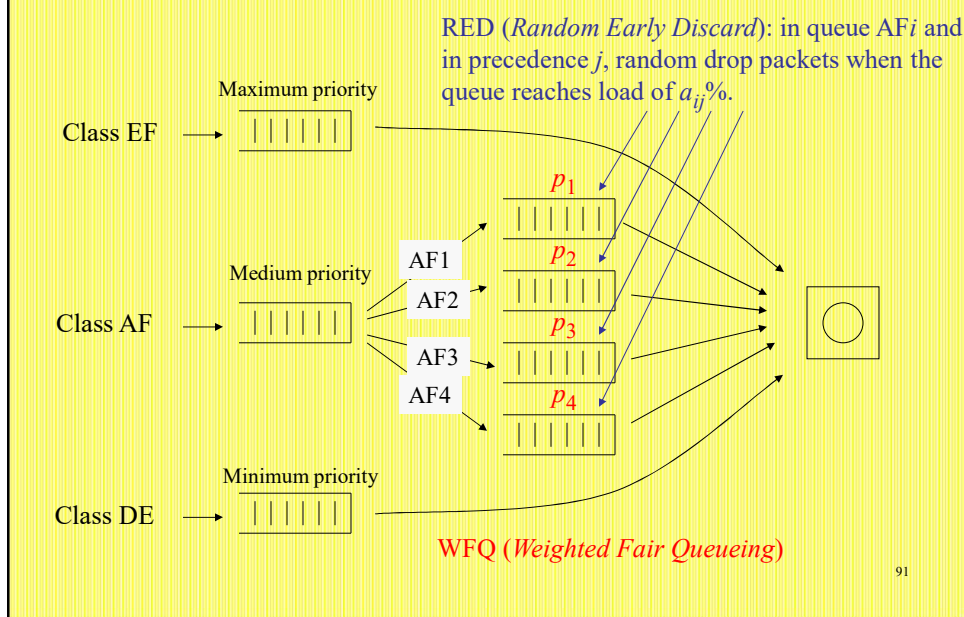 RED (Random Early Discard): in queue AFi and
in precedence j, random drop packets when the
queue reaches load of aij%.
Maximum priority
Class EF
p1
AF1
p2
Medium priority
AF2
Class AF
p3
AF3
AF4
p4
Minimum priority
Class DE
WFQ (Weighted Fair Queueing)
91